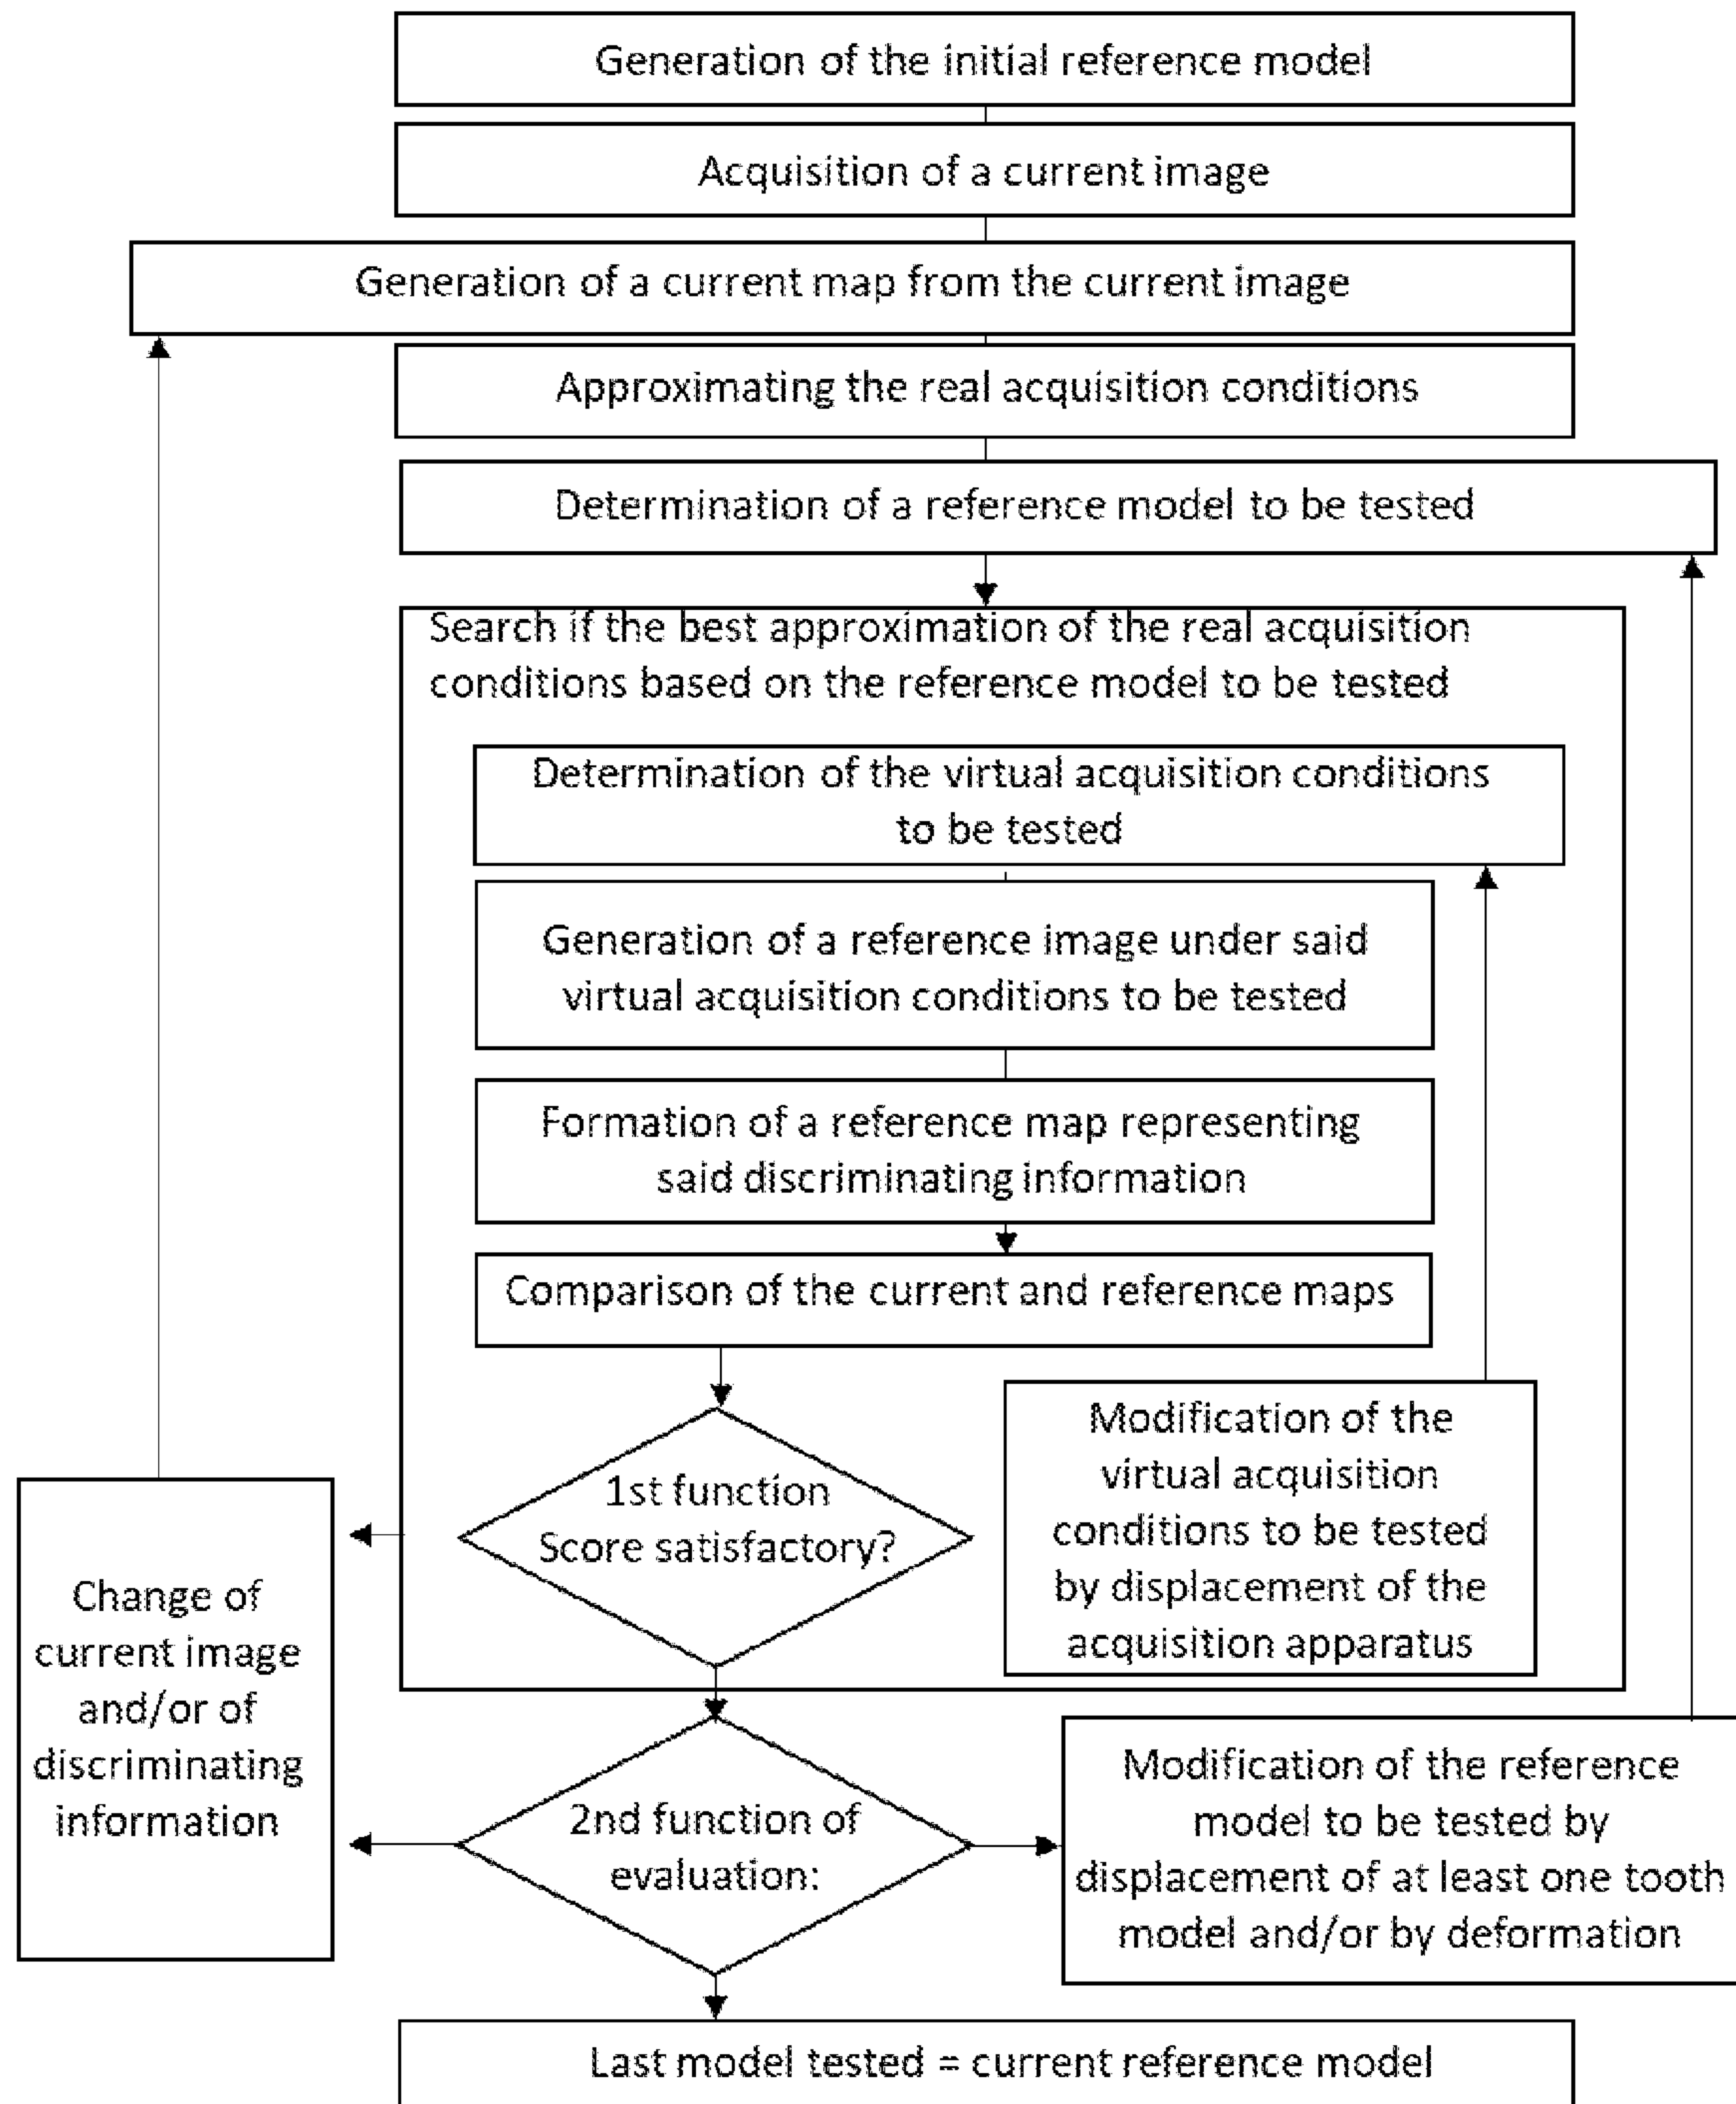 Generation of the initial reference model
Acquisition of a current image
Generation of a current map from the current image
Approximating the real acquisition conditions
Determination of a reference model to be tested
Search if the best approximation of the real acquisition
conditions based on the reference model to be tested
Determination of the virtual acquisition conditions
to be tested
Generation of a reference image under said
virtual acquisition conditions to be tested
Formation of a reference map representing
said discriminating information
Comparison of the current and reference maps
1st function
Score satisfactory?
Modification of the
virtual acquisition
conditions to be tested
by displacement of the
acquisition apparatus
Change of
current image
and/or of
discriminating
information
2nd function of
evaluation:
Modification of the reference
model to be tested by
displacement of at least one tooth
model and/or by deformation
Last model tested = current reference model